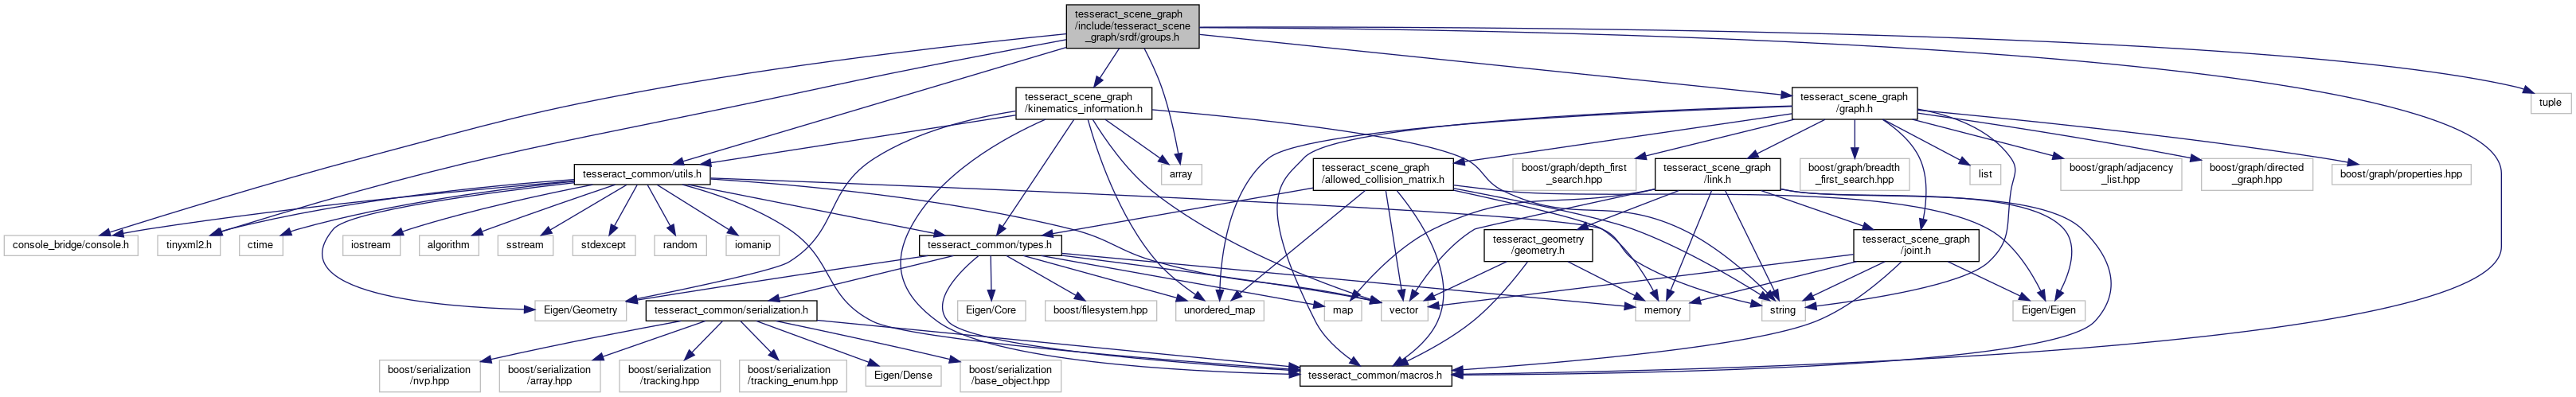 tesseract_scene_graph
/include/tesseract_scene
_graph/srdf/groups.h
tesseract_scene_graph
/kinematics_information.h
tesseract_scene_graph
/graph.h
tuple
tesseract_common/utils.h
array
tesseract_scene_graph
/allowed_collision_matrix.h
boost/graph/depth_first
_search.hpp
tesseract_scene_graph
/link.h
boost/graph/breadth
_first_search.hpp
list
boost/graph/adjacency
_list.hpp
boost/graph/directed
_graph.hpp
boost/graph/properties.hpp
console_bridge/console.h
tinyxml2.h
ctime
iostream
algorithm
sstream
stdexcept
random
iomanip
tesseract_common/types.h
tesseract_geometry
/geometry.h
tesseract_scene_graph
/joint.h
Eigen/Geometry
tesseract_common/serialization.h
Eigen/Core
boost/filesystem.hpp
unordered_map
map
vector
memory
string
Eigen/Eigen
boost/serialization
/nvp.hpp
boost/serialization
/array.hpp
boost/serialization
/tracking.hpp
boost/serialization
/tracking_enum.hpp
Eigen/Dense
boost/serialization
/base_object.hpp
tesseract_common/macros.h